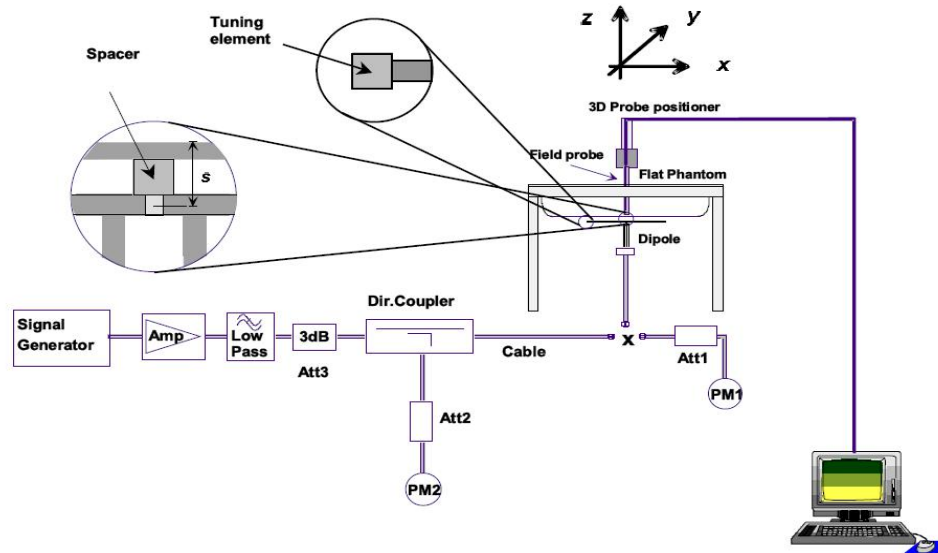 Tuning
element
Spacer
s
z
y
x
3D Probe positioner
Field probe
Flat Phantom
Dipole
Signal
Generator
Amp
Low
Pass
3dB
Att3
Dir.Coupler
Cable
x
Att1
PM1
Att2
PM2